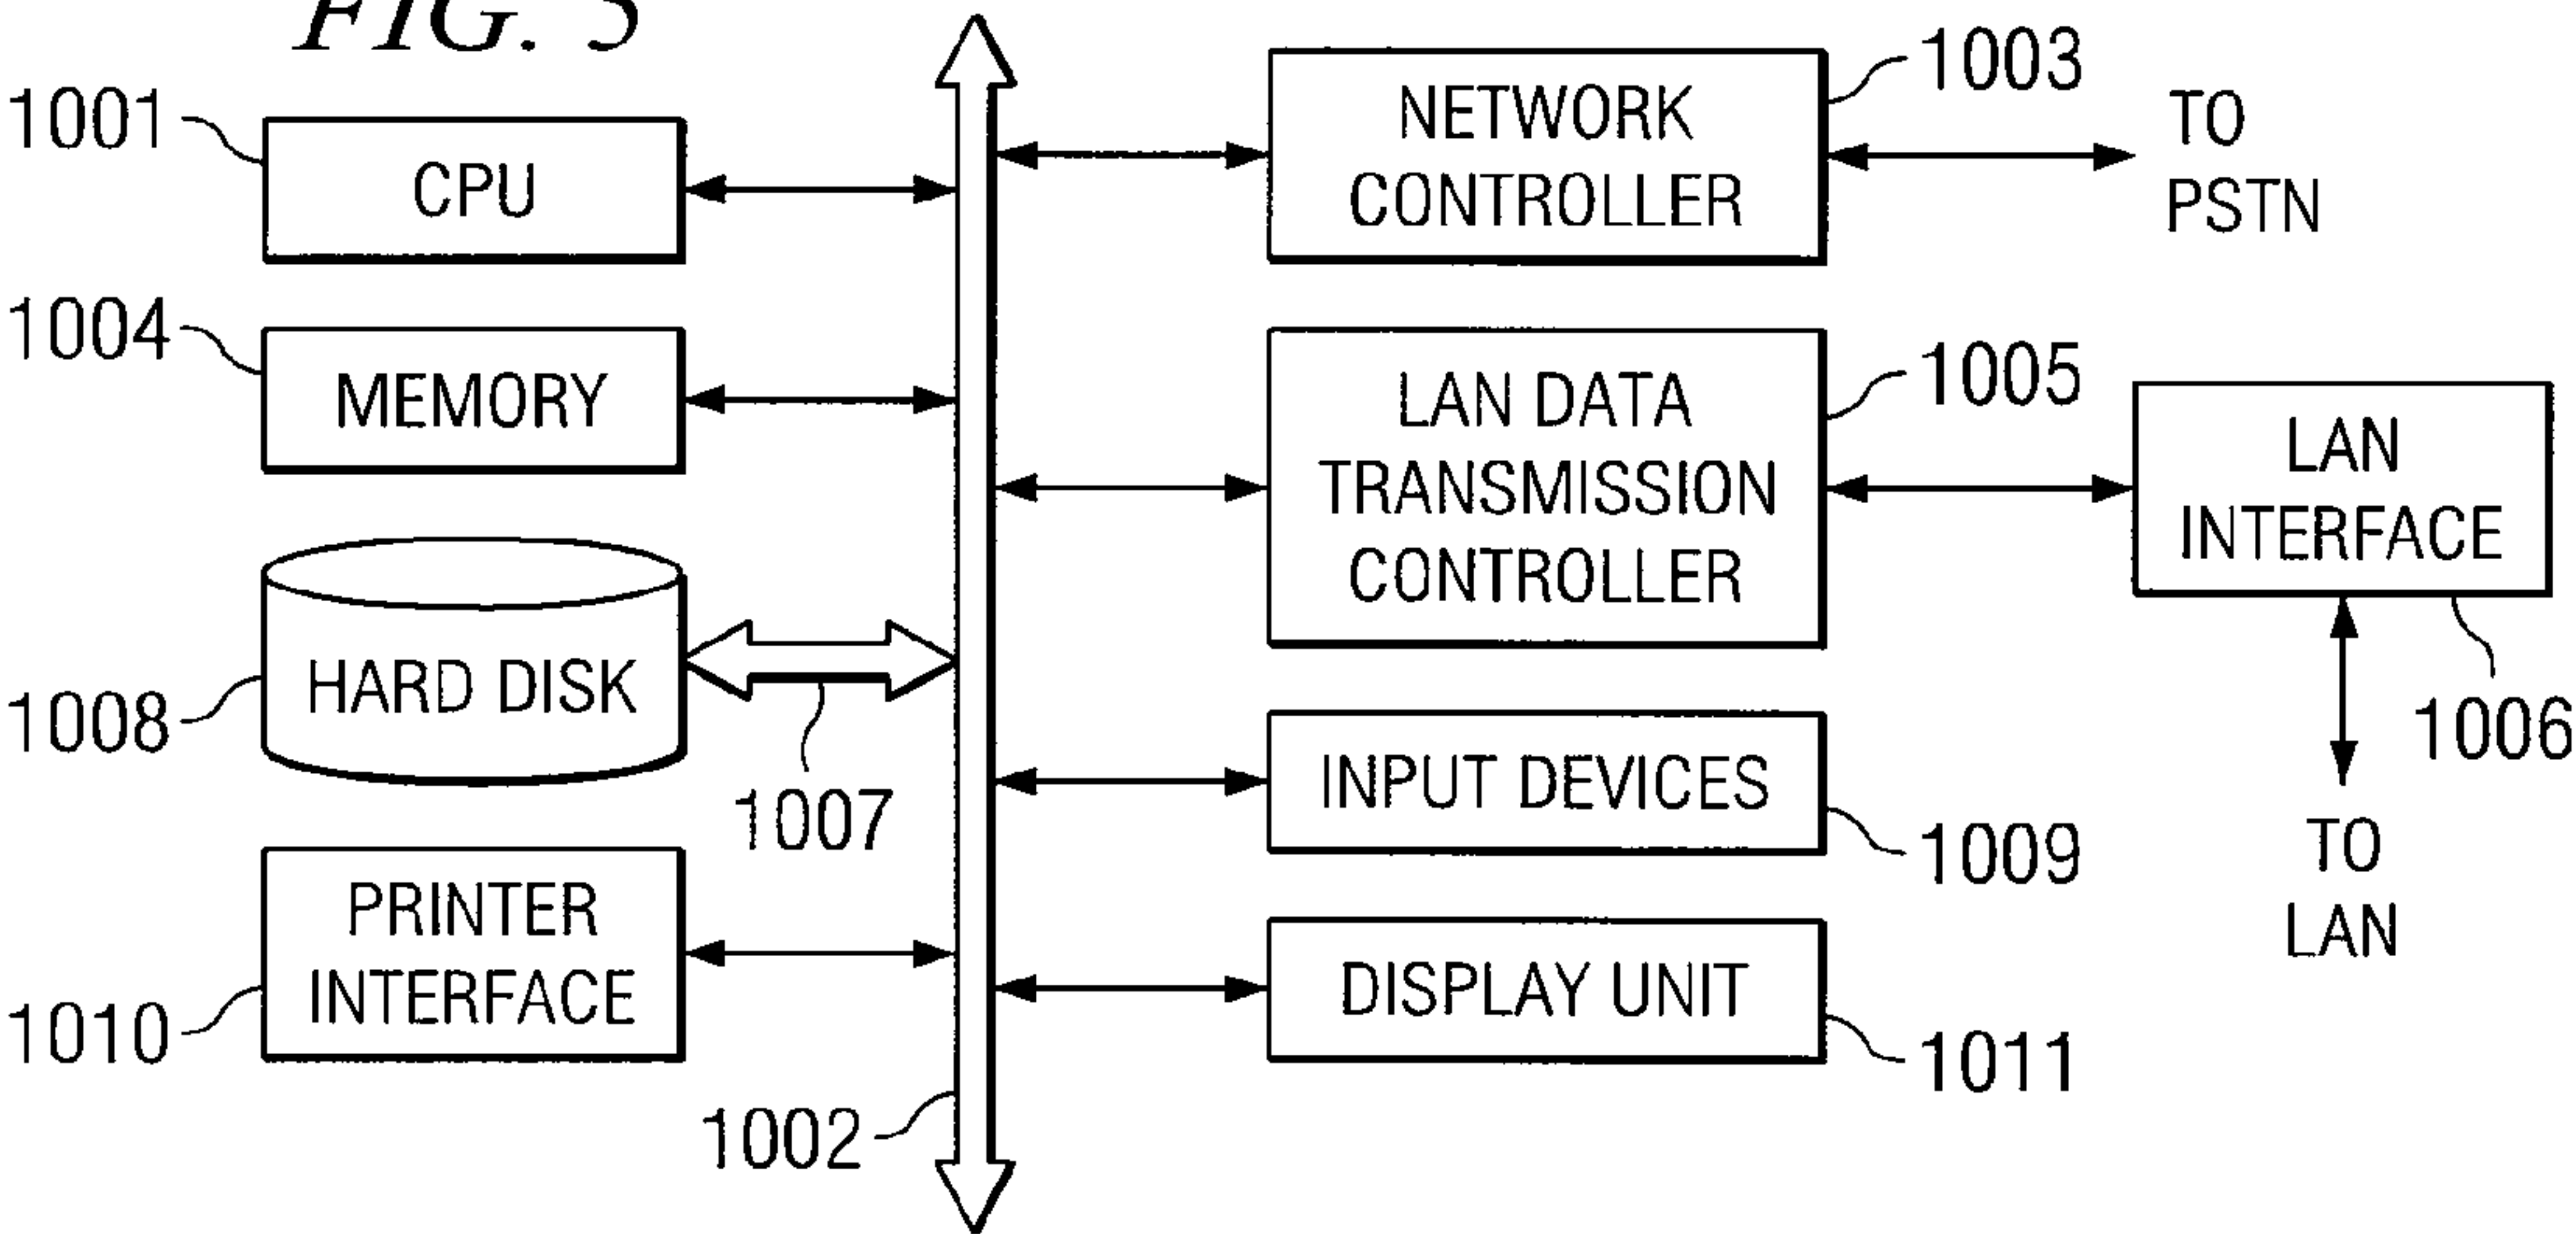 FIG. 5
1001
CPU
1004
MEMORY
1008
HARD DISK
1007
1010
PRINTER
INTERFACE
1002
1003
NETWORK
CONTROLLER
TO
PSTN
1005
LAN DATA
TRANSMISSION
CONTROLLER
LAN
INTERFACE
1006
TO
LAN
INPUT DEVICES
1009
DISPLAY UNIT
1011